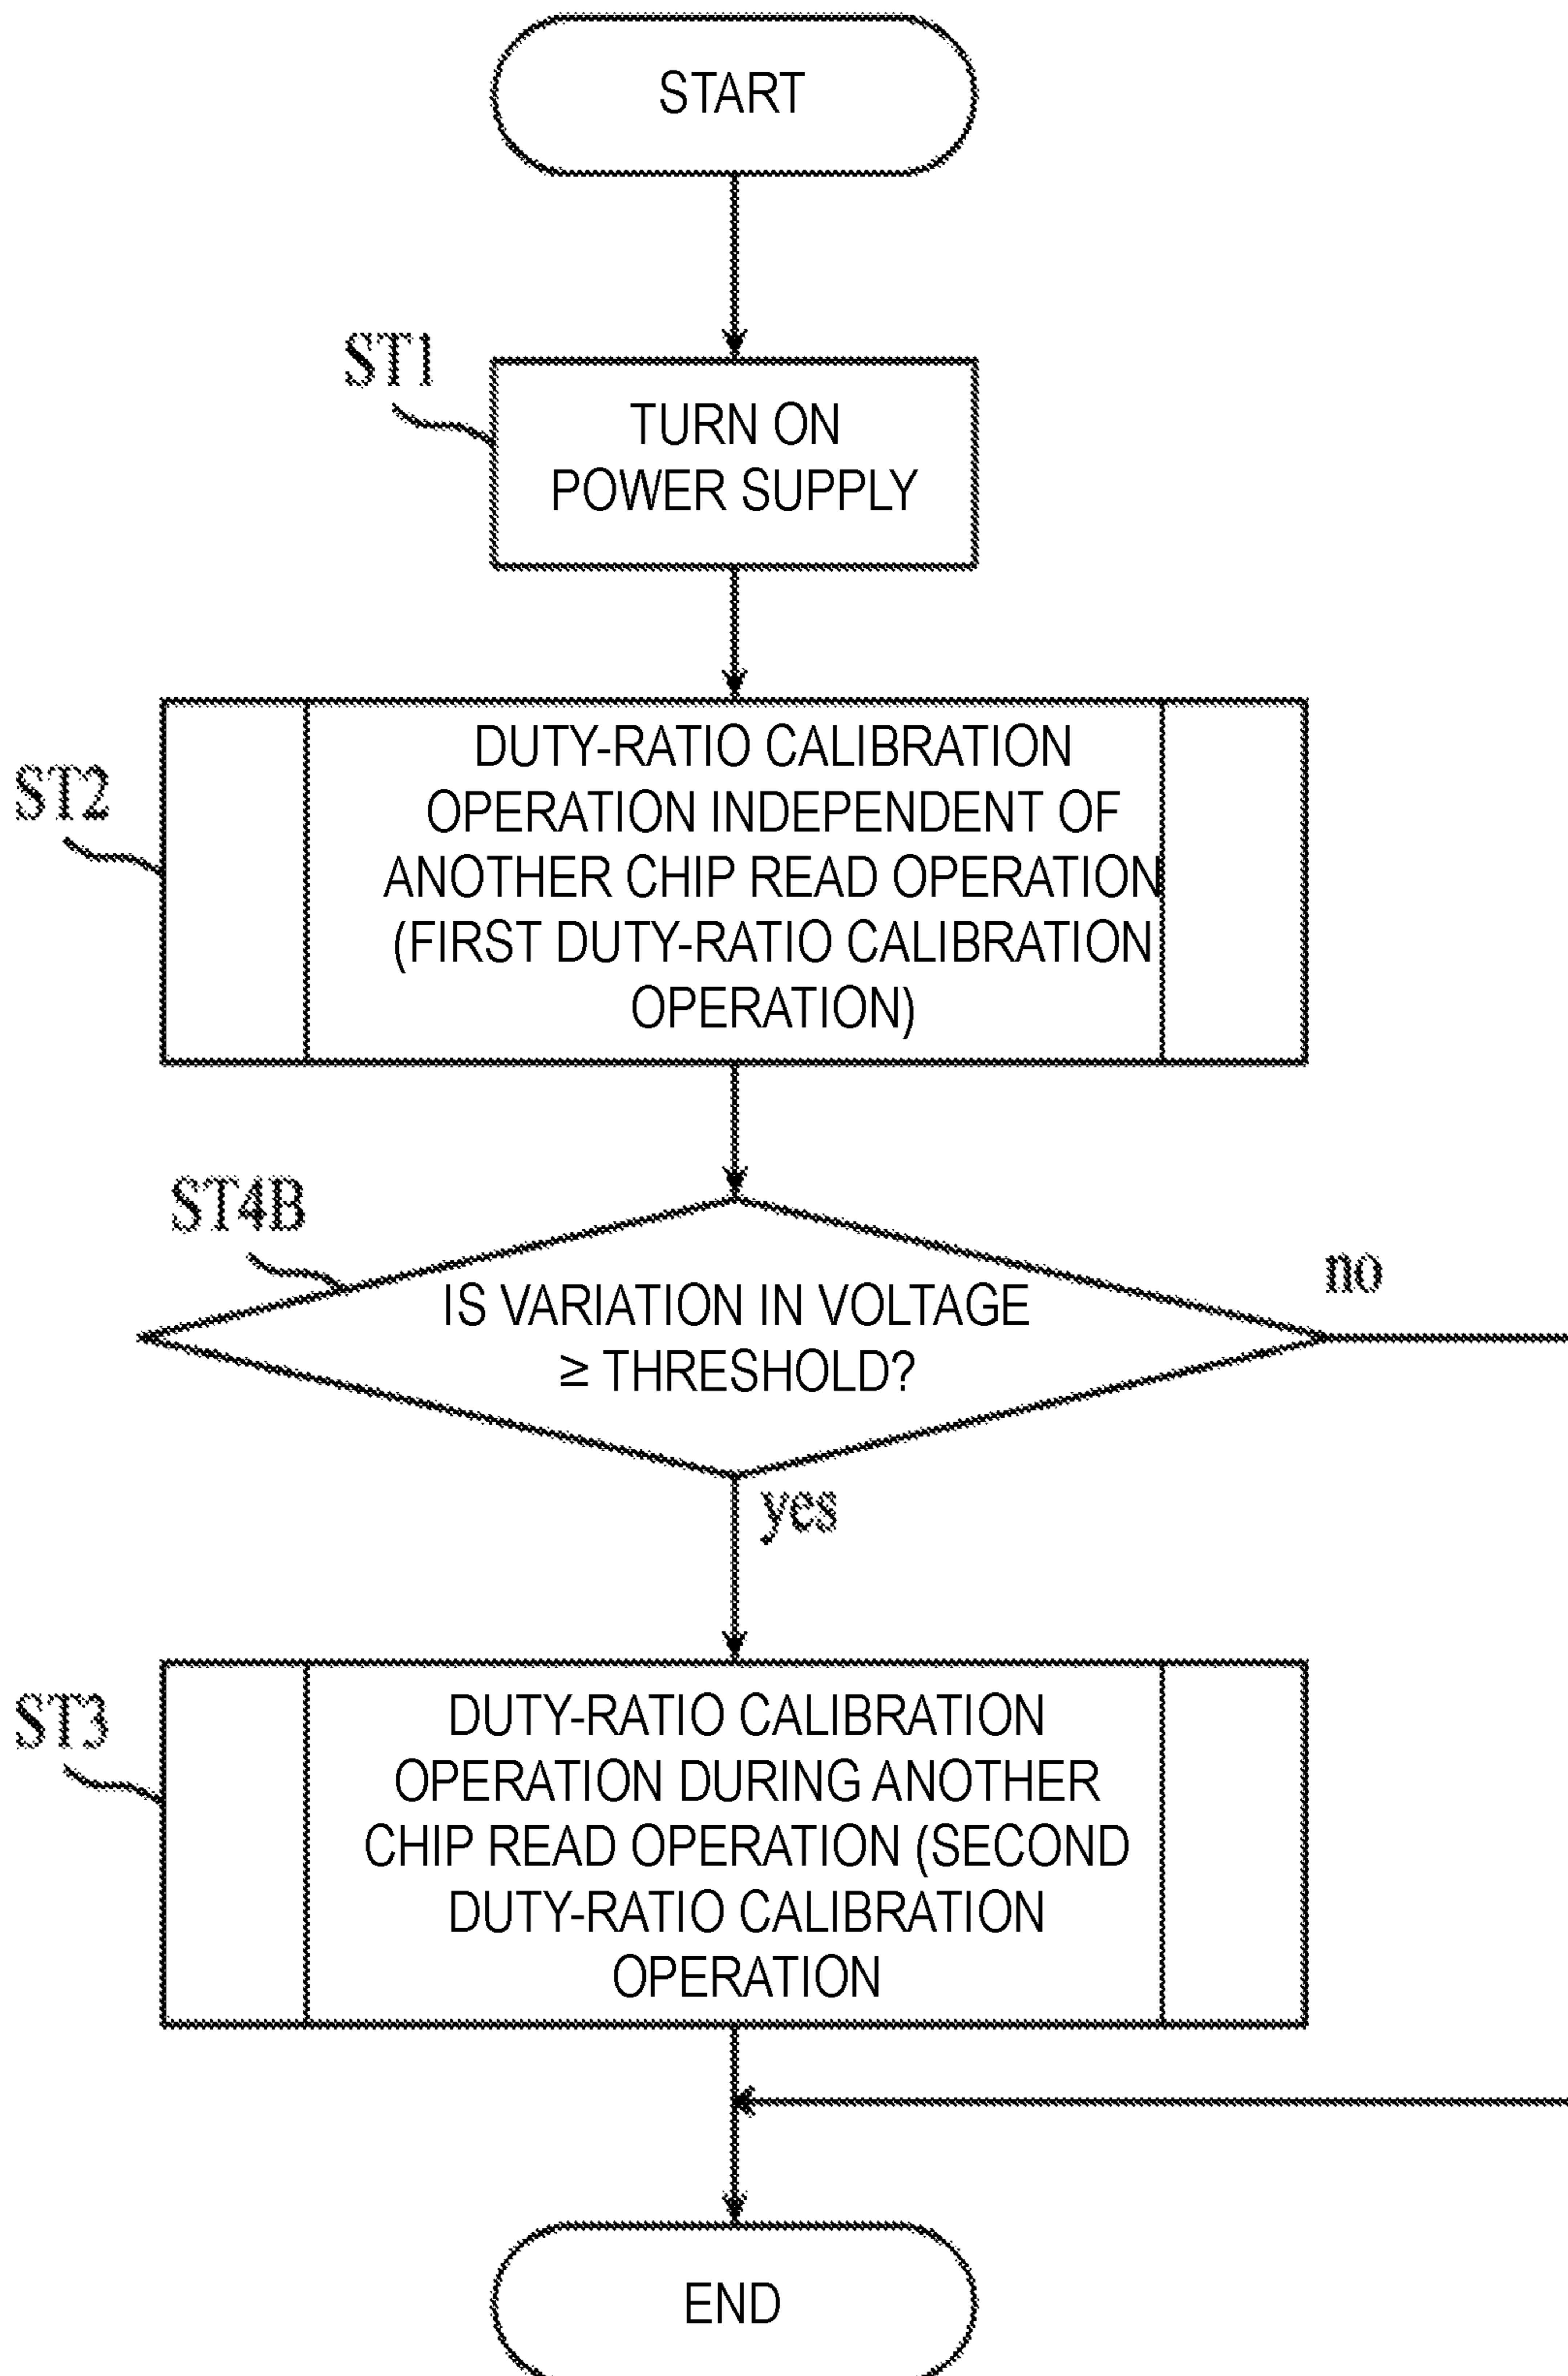 START
ST1
TURN ON
POWER SUPPLY
ST2
DUTY-RATIO CALIBRATION
OPERATION INDEPENDENT OF
ANOTHER CHIP READ OPERATION
(FIRST DUTY-RATIO CALIBRATION
OPERATION)
ST4B
IS VARIATION IN VOLTAGE
≥ THRESHOLD?
no
yes
ST3
DUTY-RATIO CALIBRATION
OPERATION DURING ANOTHER
CHIP READ OPERATION (SECOND
DUTY-RATIO CALIBRATION
OPERATION
END